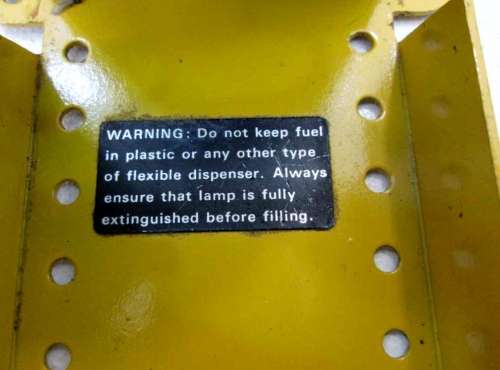 WARNING: Do not keep fuel
in plastic or any other type
of flexible dispenser. Always
ensure that lamp is fully
extinguished before filling.